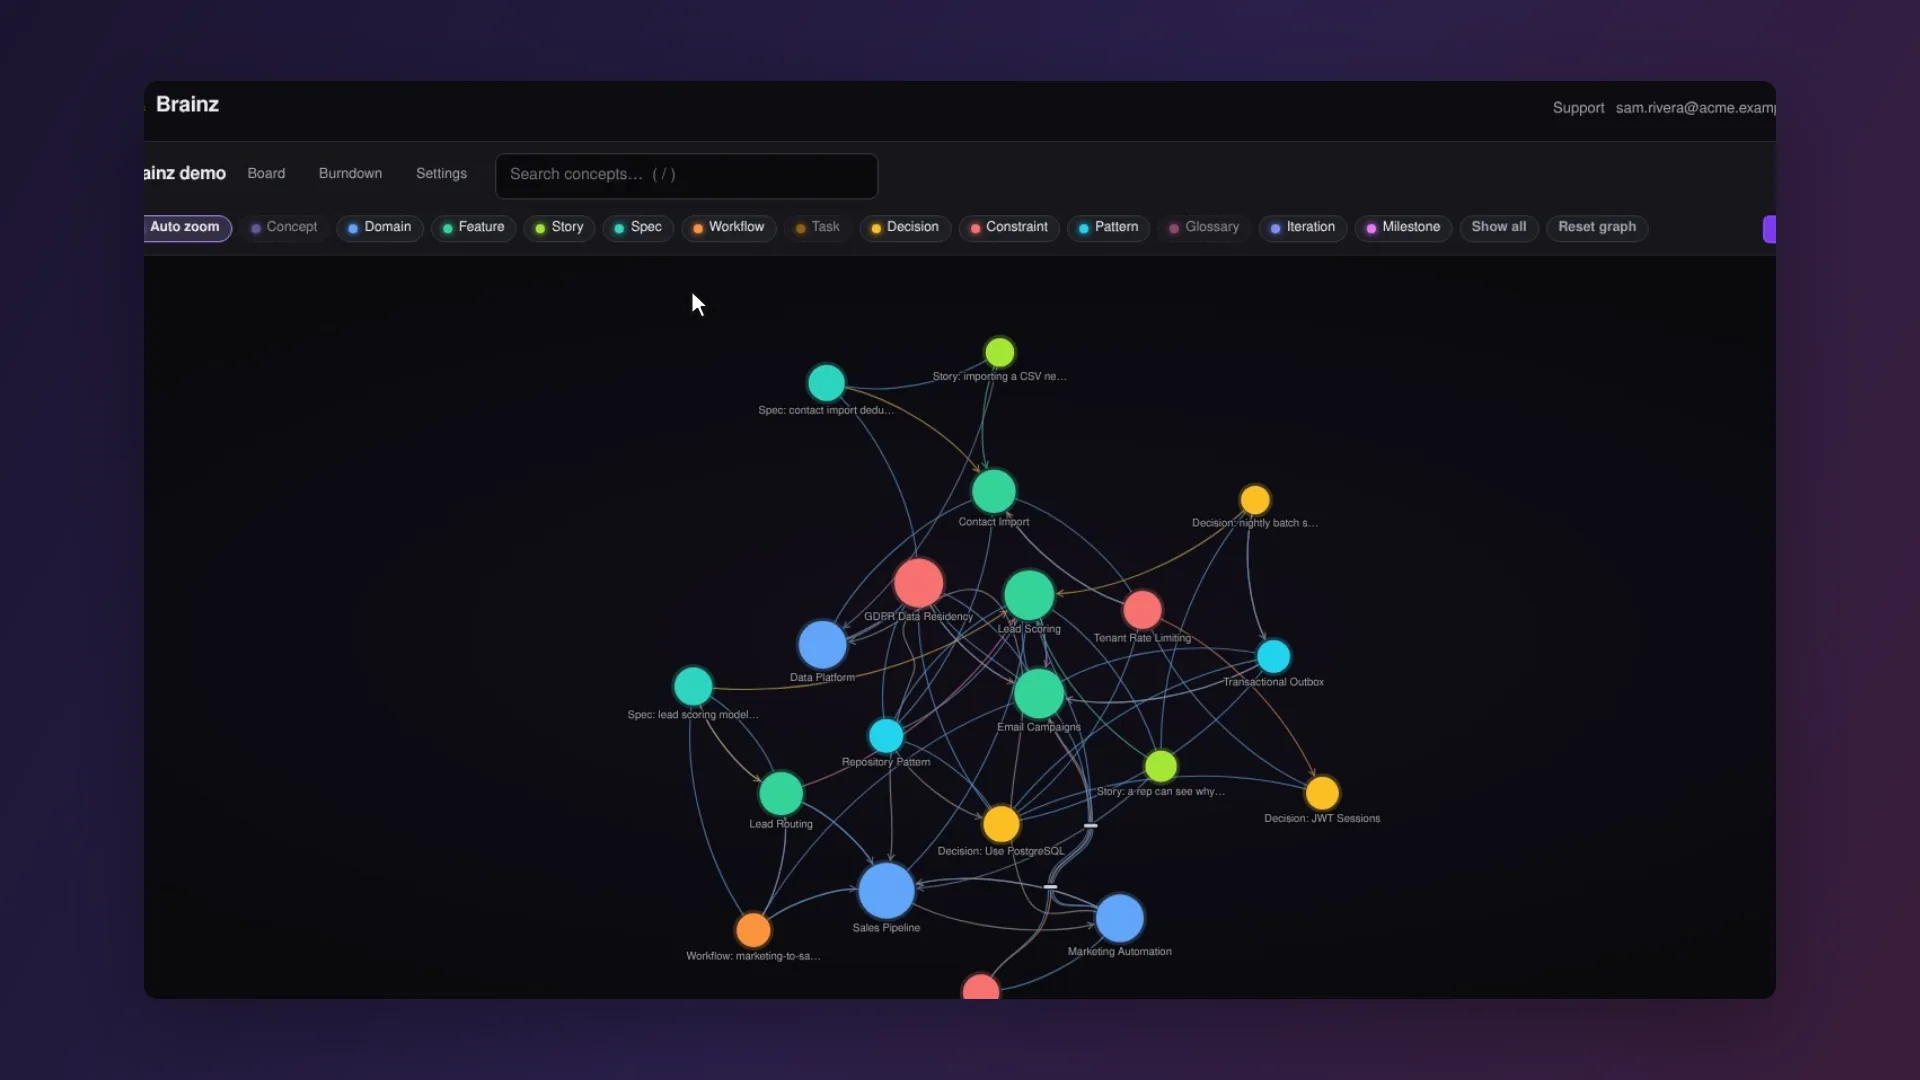 Brainz
Support sam.rivera@acme.examp
ainz demo Board Burndown Settings Search concepts… ( / )
Auto zoom Concept Domain Feature Story Spec Workflow Task Decision Constraint Pattern Glossary Iteration Milestone Show all Reset graph
Story: importing a CSV ne…
Spec: contact import dedu…
Contact Import
Decision: nightly batch s…
GDPR Data Residency
Lead Scoring
Tenant Rate Limiting
Data Platform
Transactional Outbox
Spec: lead scoring model…
Email Campaigns
Repository Pattern
Story: a rep can see why…
Lead Routing
Decision: JWT Sessions
Decision: Use PostgreSQL
Sales Pipeline
Marketing Automation
Workflow: marketing-to-sa…